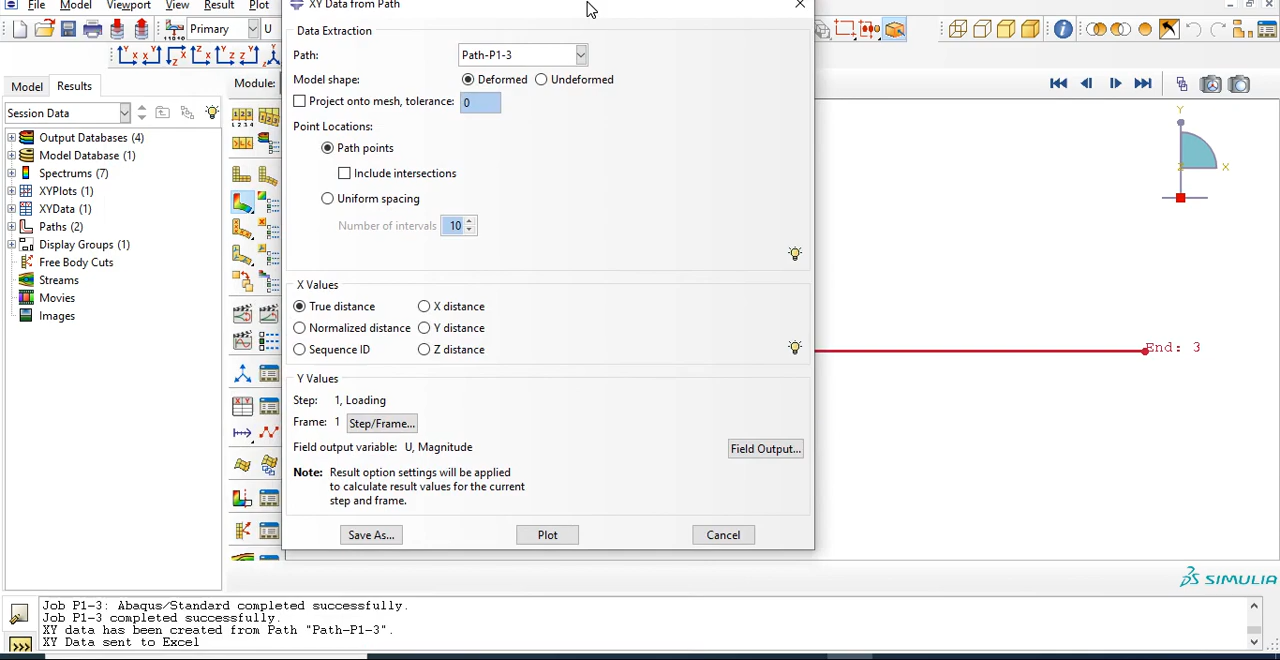 File Model Viewport View Result Plot
XY Data from Path
Primary U
Model Results
Module:
Session Data
Output Databases (4)
Model Database (1)
Spectrums (7)
XYPlots (1)
XYData (1)
Paths (2)
Display Groups (1)
Free Body Cuts
Streams
Movies
Images
Data Extraction
Path: Path-P1-3
Model shape: Deformed Undeformed
Project onto mesh, tolerance: 0
Point Locations:
Path points
Include intersections
Uniform spacing
Number of intervals 10
X Values
True distance X distance
Normalized distance Y distance
Sequence ID Z distance
Y Values
Step: 1, Loading
Frame: 1 Step/Frame...
Field output variable: U, Magnitude Field Output...
Note: Result option settings will be applied
to calculate result values for the current
step and frame.
Save As... Plot Cancel
Y
Z X
End: 3
SIMULIA
Job P1-3: Abaqus/Standard completed successfully.
Job P1-3 completed successfully.
XY data has been created from Path "Path-P1-3".
XY Data sent to Excel